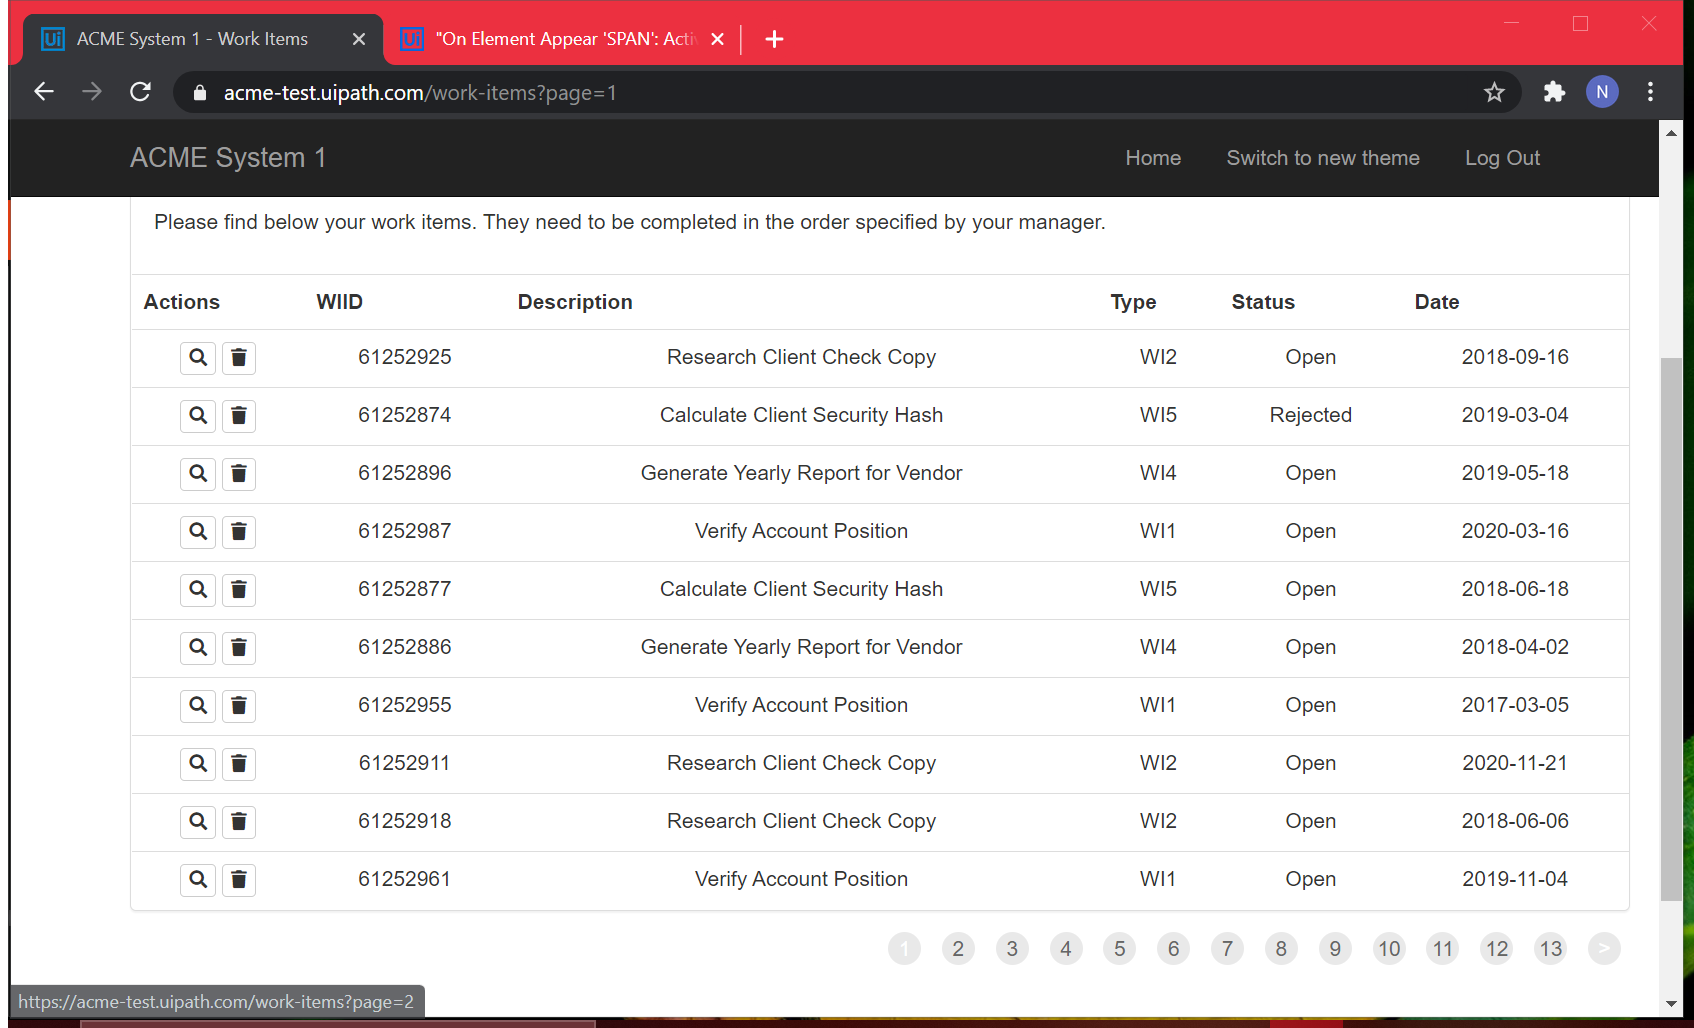 ACME System 1 - Work Items
"On Element Appear 'SPAN': Acti
acme-test.uipath.com/work-items?page=1
N
ACME System 1 Home Switch to new theme Log Out
Please find below your work items. They need to be completed in the order specified by your manager.
Actions WIID Description Type Status Date
61252925 Research Client Check Copy WI2 Open 2018-09-16
61252874 Calculate Client Security Hash WI5 Rejected 2019-03-04
61252896 Generate Yearly Report for Vendor WI4 Open 2019-05-18
61252987 Verify Account Position WI1 Open 2020-03-16
61252877 Calculate Client Security Hash WI5 Open 2018-06-18
61252886 Generate Yearly Report for Vendor WI4 Open 2018-04-02
61252955 Verify Account Position WI1 Open 2017-03-05
61252911 Research Client Check Copy WI2 Open 2020-11-21
61252918 Research Client Check Copy WI2 Open 2018-06-06
61252961 Verify Account Position WI1 Open 2019-11-04
1 2 3 4 5 6 7 8 9 10 11 12 13 >
https://acme-test.uipath.com/work-items?page=2